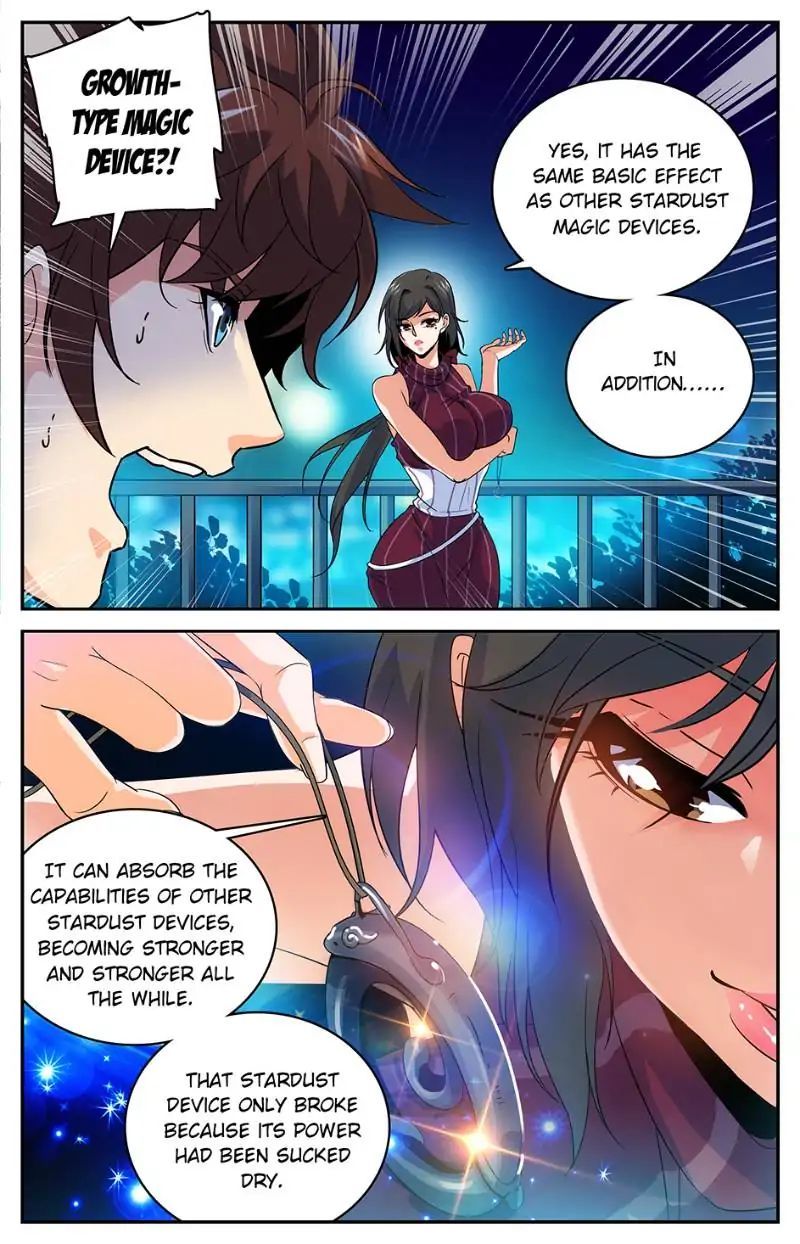 GROWTH-
TYPE MAGIC
DEVICE?!
YES, IT HAS THE
SAME BASIC EFFECT
AS OTHER STARDUST
MAGIC DEVICES.
IN
ADDITION......
IT CAN ABSORB THE
CAPABILITIES OF OTHER
STARDUST DEVICES,
BECOMING STRONGER
AND STRONGER ALL
THE WHILE.
THAT STARDUST
DEVICE ONLY BROKE
BECAUSE ITS POWER
HAD BEEN SUCKED
DRY.